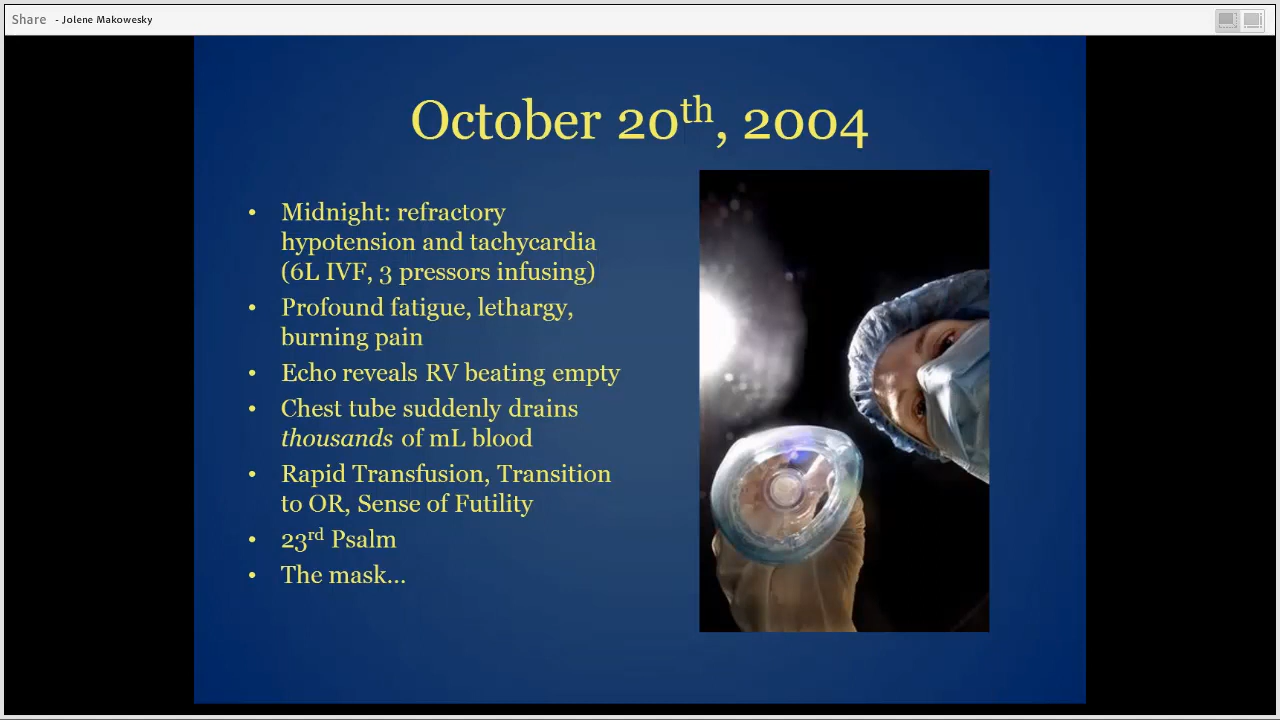 Share - Jolene Makowesky
October 20th, 2004
• Midnight: refractory
hypotension and tachycardia
(6L IVF, 3 pressors infusing)
• Profound fatigue, lethargy,
burning pain
• Echo reveals RV beating empty
• Chest tube suddenly drains
thousands of mL blood
• Rapid Transfusion, Transition
to OR, Sense of Futility
• 23rd Psalm
• The mask...